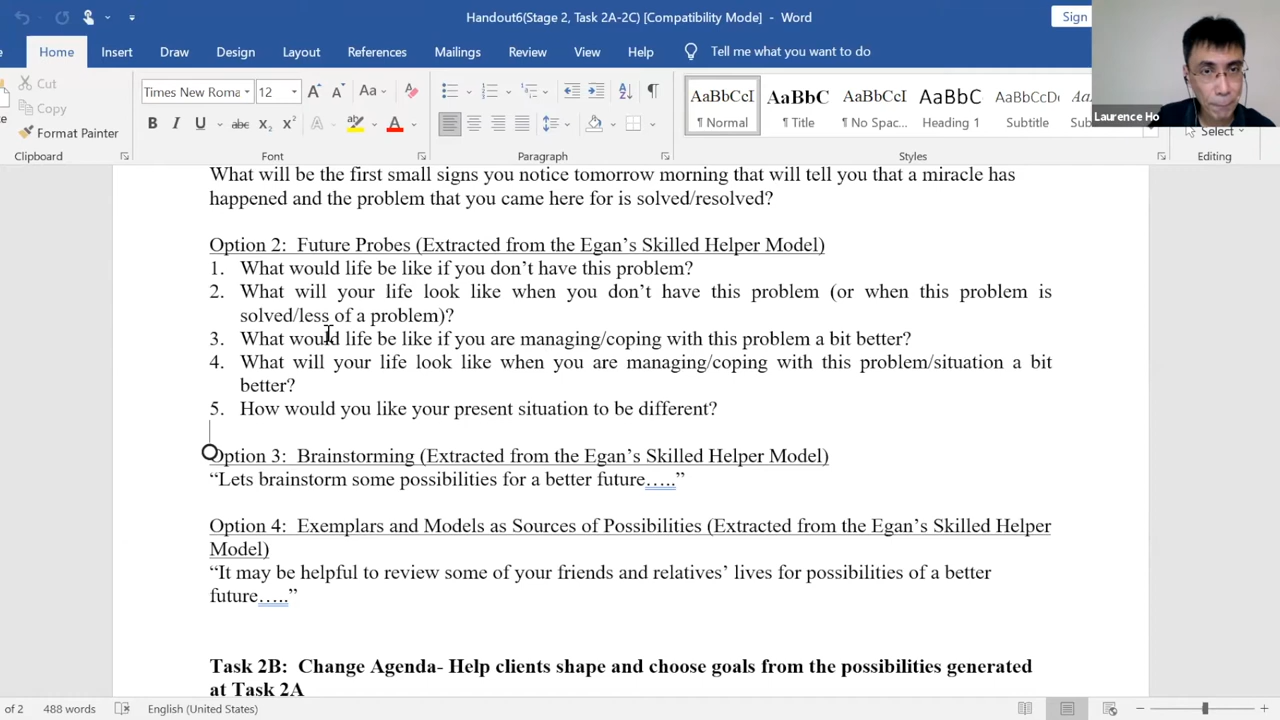 Handout6(Stage 2, Task 2A-2C) [Compatibility Mode] - Word
Sign
Home Insert Draw Design Layout References Mailings Review View Help Tell me what you want to do
Cut
Copy
Format Painter
Clipboard
Times New Roma 12
Aa
B I U abc x₂ x² A A
Font
Paragraph
AaBbCcI AaBbC AaBbCcI AaBbC AaBbCcD
¶ Normal ¶ Title ¶ No Spac... Heading 1 Subtitle
Styles
Select
Editing
Laurence Ho
What will be the first small signs you notice tomorrow morning that will tell you that a miracle has
happened and the problem that you came here for is solved/resolved?
Option 2: Future Probes (Extracted from the Egan’s Skilled Helper Model)
1. What would life be like if you don’t have this problem?
2. What will your life look like when you don’t have this problem (or when this problem is
solved/less of a problem)?
3. What would life be like if you are managing/coping with this problem a bit better?
4. What will your life look like when you are managing/coping with this problem/situation a bit
better?
5. How would you like your present situation to be different?
Option 3: Brainstorming (Extracted from the Egan’s Skilled Helper Model)
“Lets brainstorm some possibilities for a better future…..”
Option 4: Exemplars and Models as Sources of Possibilities (Extracted from the Egan’s Skilled Helper
Model)
“It may be helpful to review some of your friends and relatives’ lives for possibilities of a better
future…..”
Task 2B: Change Agenda- Help clients shape and choose goals from the possibilities generated
at Task 2A
of 2 488 words English (United States)